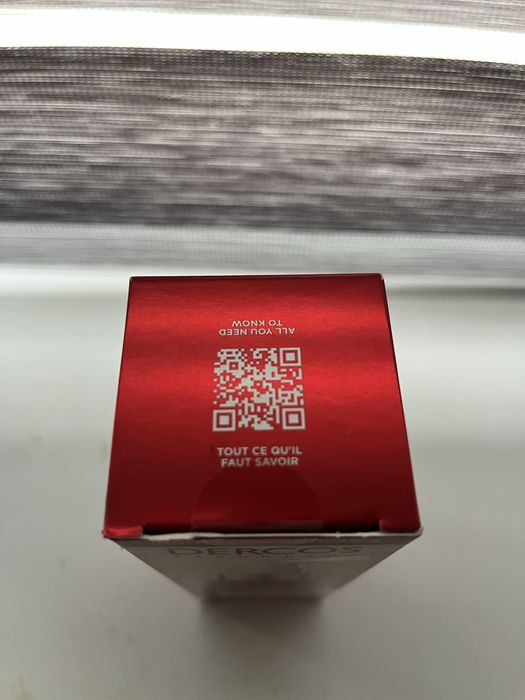 ALL YOU NEED
TO KNOW
TOUT CE QU'IL
FAUT SAVOIR
DERCOS